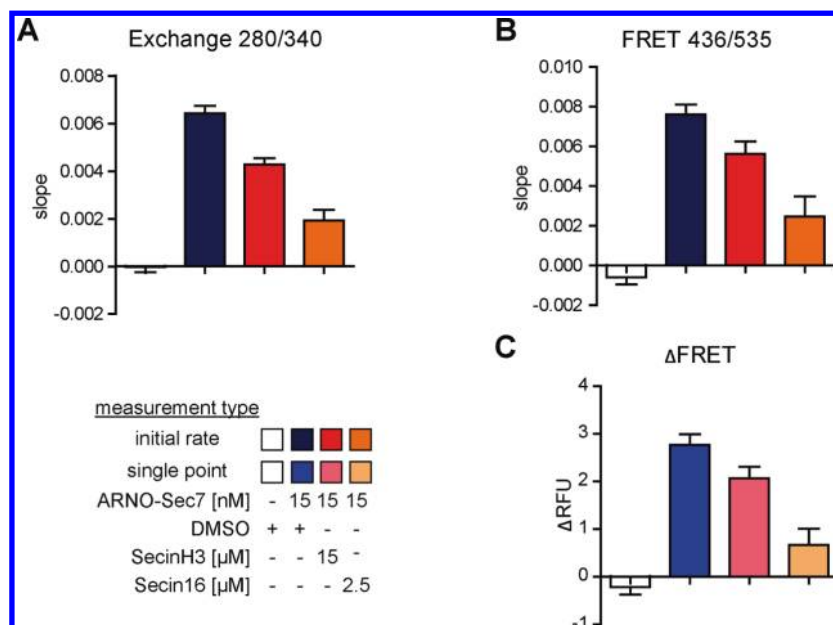 A
Exchange 280/340
slope
0.008
0.006
0.004
0.002
0.000
-0.002
B
FRET 436/535
slope
0.010
0.008
0.006
0.004
0.002
0.000
-0.002
measurement type
initial rate
single point
ARNO-Sec7 [nM] - 15 15 15
DMSO + + - -
SecinH3 [µM] - - 15 -
Secin16 [µM] - - - 2.5
C
ΔFRET
ΔRFU
4
3
2
1
0
-1